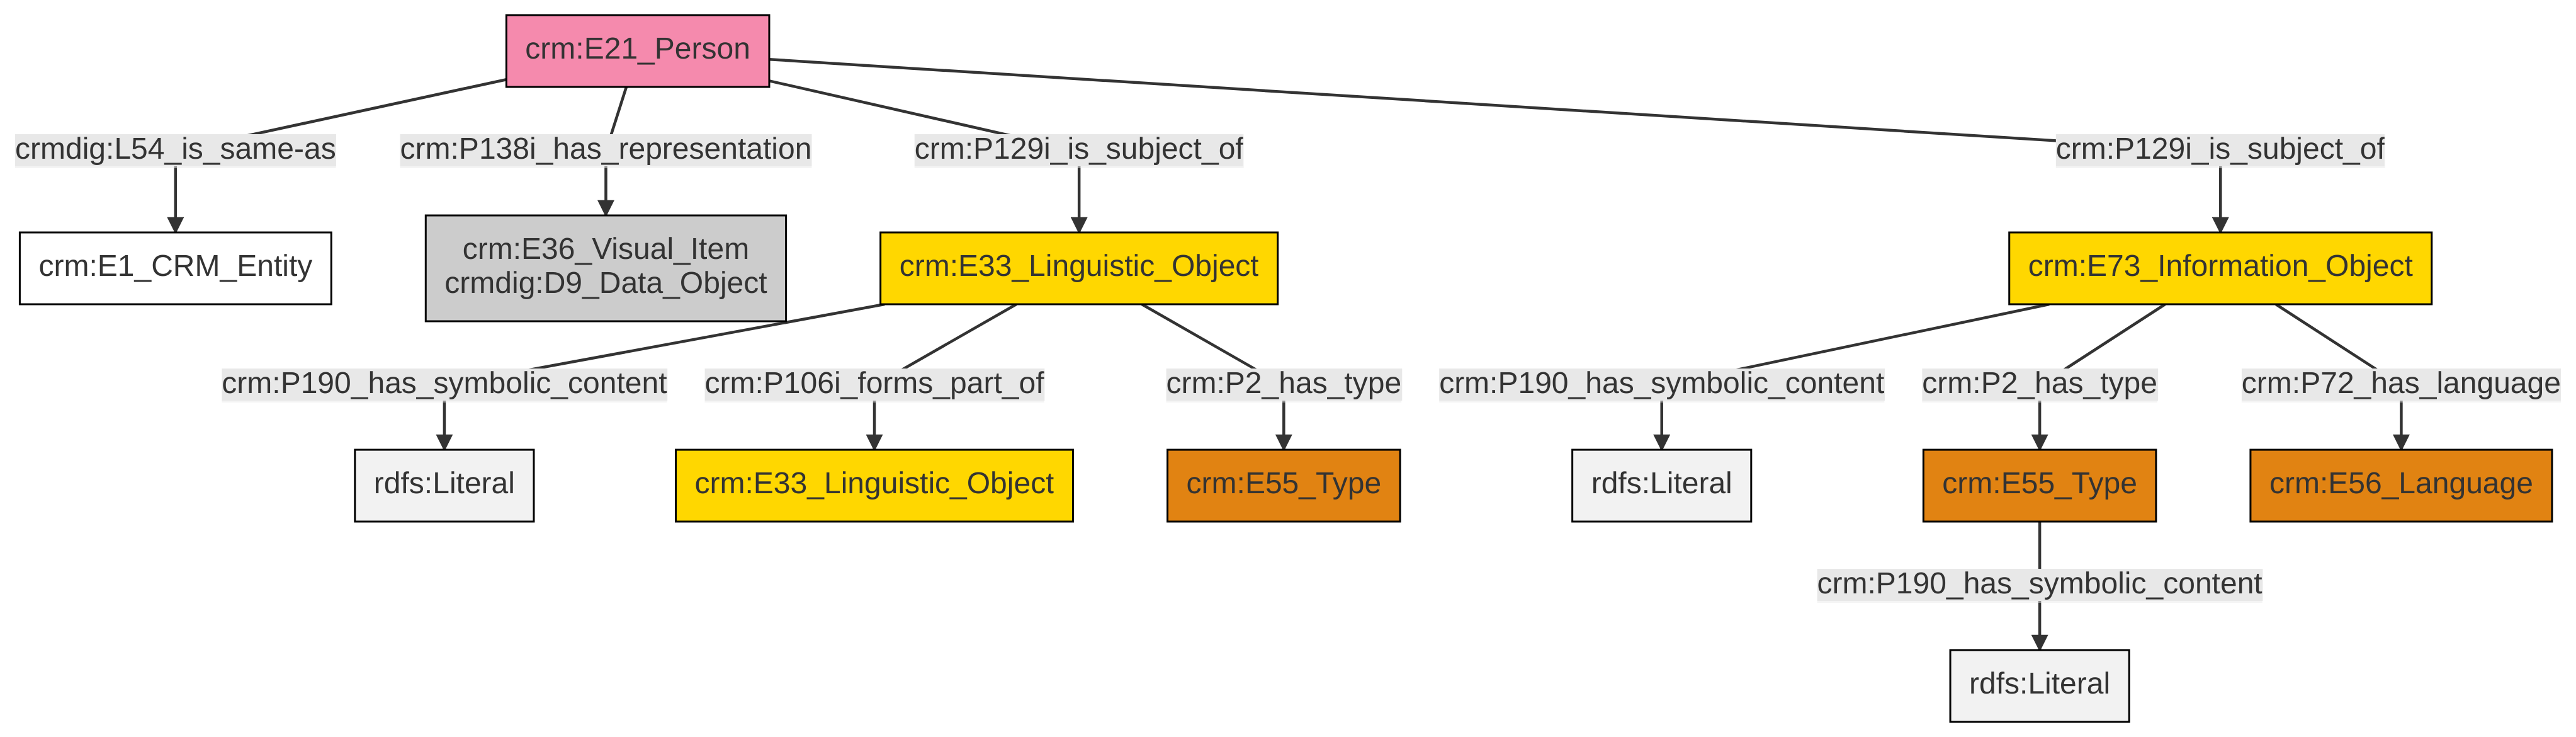 crm:E21_Person
crmdig:L54_is_same-as
crm:P138i_has_representation
crm:P129i_is_subject_of
crm:P129i_is_subject_of
crm:E1_CRM_Entity
crm:E36_Visual_Item
crmdig:D9_Data_Object
crm:E33_Linguistic_Object
crm:E73_Information_Object
crm:P190_has_symbolic_content
crm:P106i_forms_part_of
crm:P2_has_type
crm:P190_has_symbolic_content
crm:P2_has_type
crm:P72_has_language
rdfs:Literal
crm:E33_Linguistic_Object
crm:E55_Type
rdfs:Literal
crm:E55_Type
crm:E56_Language
crm:P190_has_symbolic_content
rdfs:Literal